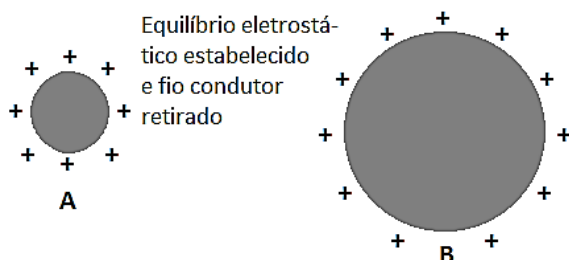 Equilíbrio eletrostá-
tico estabelecido
e fio condutor
retirado
+ + + + + + + +
A
+ + + + + + + + + + +
B